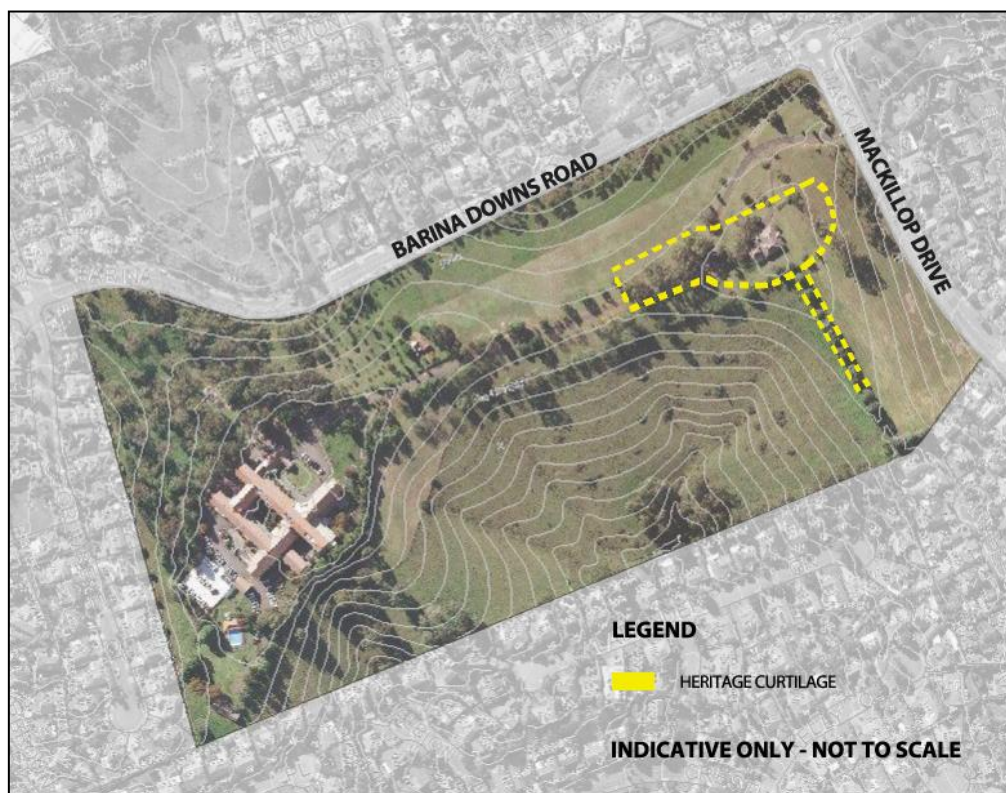 BARINA DOWNS ROAD
MACKILLOP DRIVE
LEGEND
HERITAGE CURTILAGE
INDICATIVE ONLY - NOT TO SCALE